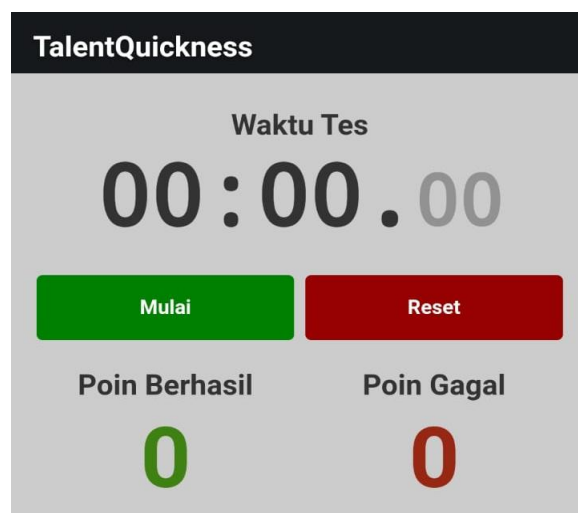 TalentQuickness
Waktu Tes
00:00.00
Mulai Reset
Poin Berhasil Poin Gagal
0 0